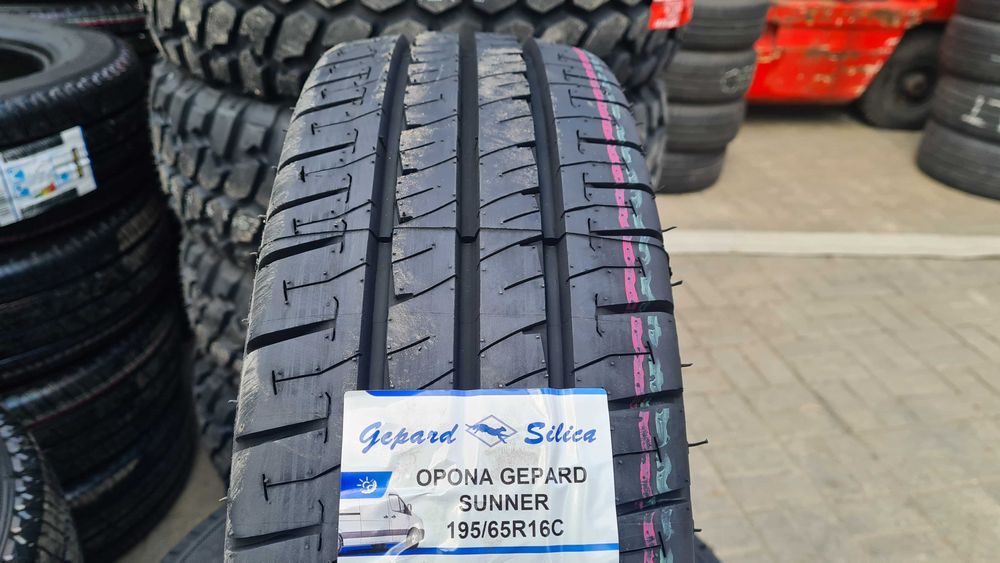 Gepard Silica
OPONA GEPARD
SUNNER
195/65R16C